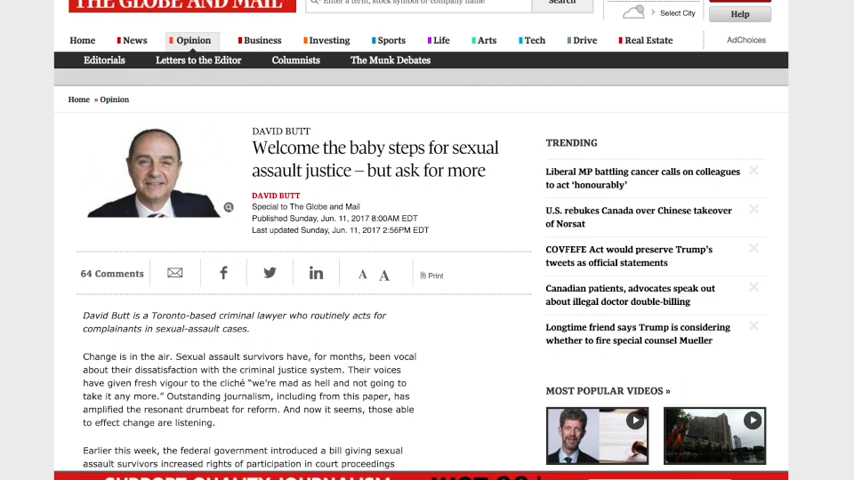 THE GLOBE AND MAIL
Enter a term, stock symbol or company name
Search
Select City
Help
Home News Opinion Business Investing Sports Life Arts Tech Drive Real Estate AdChoices
Editorials Letters to the Editor Columnists The Munk Debates
Home » Opinion
DAVID BUTT
Welcome the baby steps for sexual
assault justice – but ask for more
DAVID BUTT
Special to The Globe and Mail
Published Sunday, Jun. 11, 2017 8:00AM EDT
Last updated Sunday, Jun. 11, 2017 2:56PM EDT
64 Comments
A A
Print
David Butt is a Toronto-based criminal lawyer who routinely acts for
complainants in sexual-assault cases.
Change is in the air. Sexual assault survivors have, for months, been vocal
about their dissatisfaction with the criminal justice system. Their voices
have given fresh vigour to the cliché “we’re mad as hell and not going to
take it any more.” Outstanding journalism, including from this paper, has
amplified the resonant drumbeat for reform. And now it seems, those able
to effect change are listening.
Earlier this week, the federal government introduced a bill giving sexual
assault survivors increased rights of participation in court proceedings
TRENDING
Liberal MP battling cancer calls on colleagues
to act ‘honourably’
U.S. rebukes Canada over Chinese takeover
of Norsat
COVFEFE Act would preserve Trump’s
tweets as official statements
Canadian patients, advocates speak out
about illegal doctor double-billing
Longtime friend says Trump is considering
whether to fire special counsel Mueller
MOST POPULAR VIDEOS »
SUPPORT QUALITY JOURNALISM